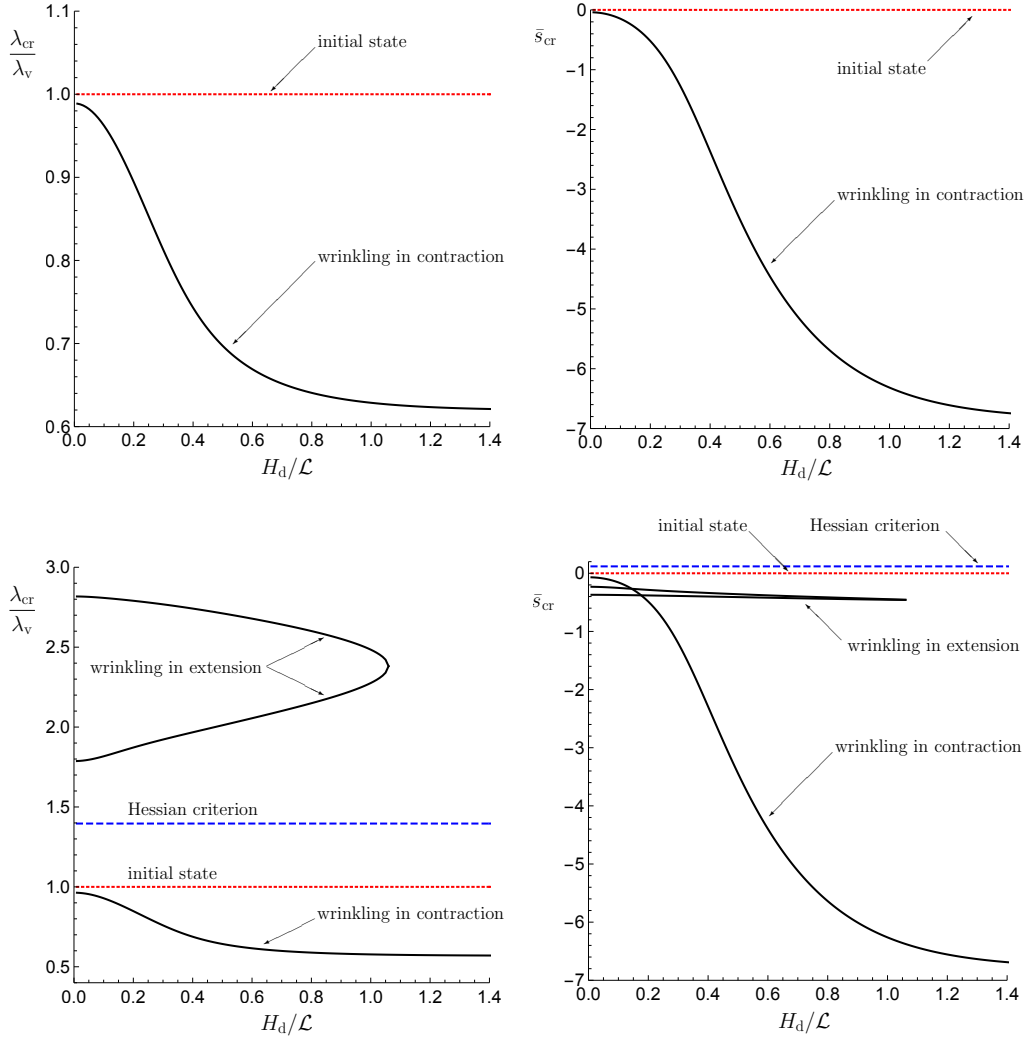 λcr/λv
1.1
1.0
0.9
0.8
0.7
0.6
initial state
wrinkling in contraction
0.0 0.2 0.4 0.6 0.8 1.0 1.2 1.4
Hd/ℒ
s̄cr
0
−1
−2
−3
−4
−5
−6
−7
initial state
wrinkling in contraction
0.0 0.2 0.4 0.6 0.8 1.0 1.2 1.4
Hd/ℒ
λcr/λv
3.0
2.5
2.0
1.5
1.0
0.5
wrinkling in extension
Hessian criterion
initial state
wrinkling in contraction
0.0 0.2 0.4 0.6 0.8 1.0 1.2 1.4
Hd/ℒ
initial state
Hessian criterion
s̄cr
0
−1
−2
−3
−4
−5
−6
−7
wrinkling in extension
wrinkling in contraction
0.0 0.2 0.4 0.6 0.8 1.0 1.2 1.4
Hd/ℒ